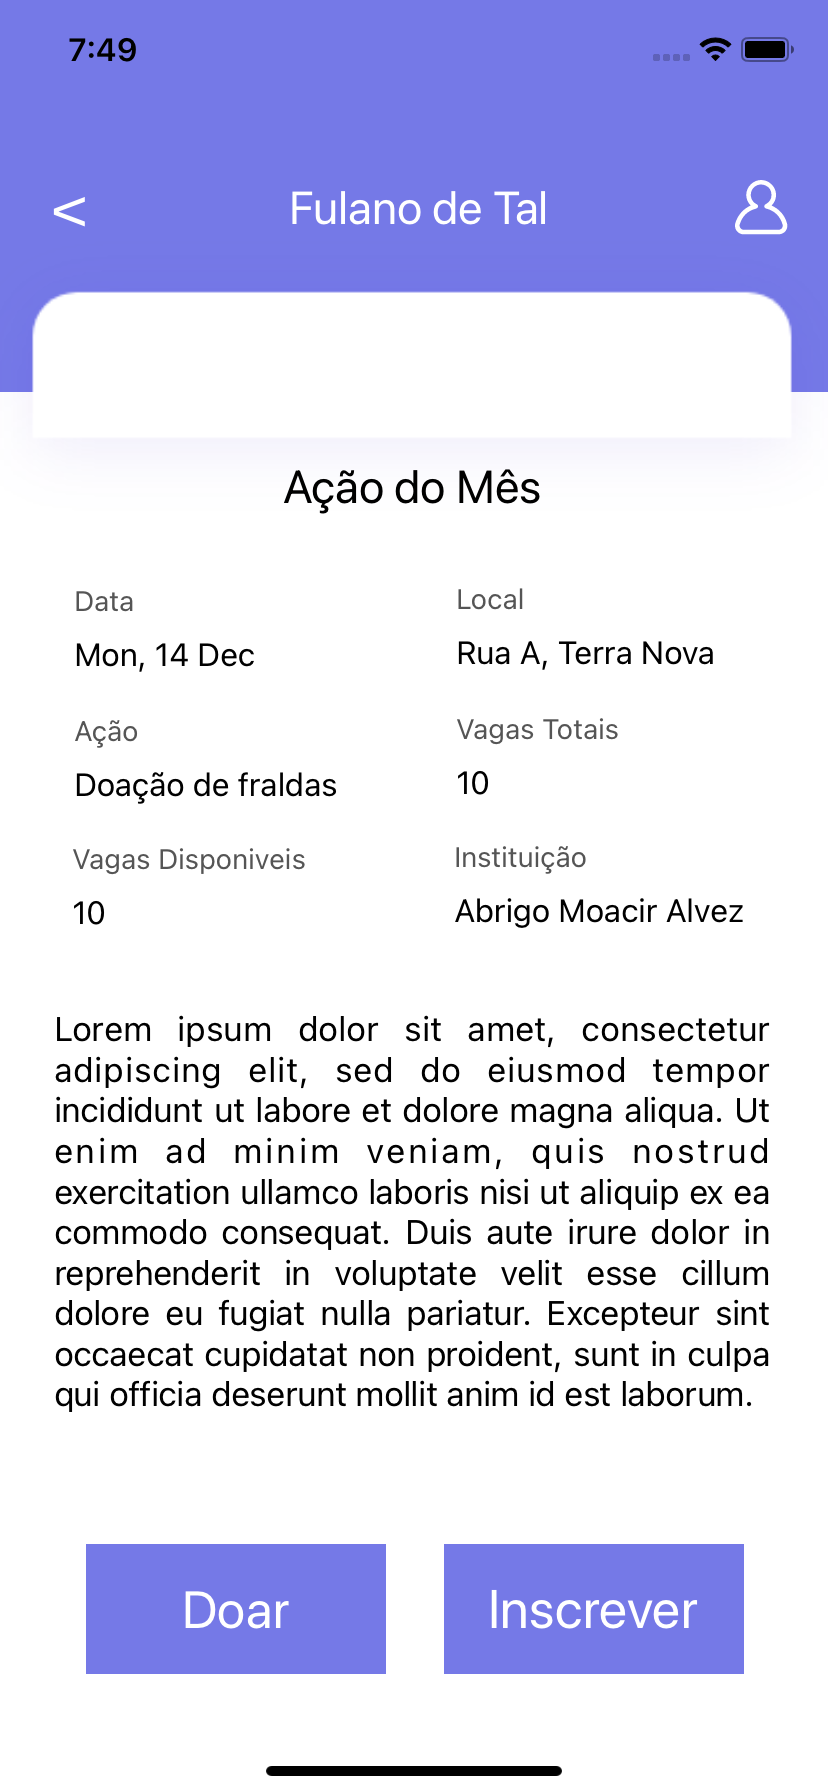 7:49
<
Fulano de Tal
Ação do Mês
Data
Local
Mon, 14 Dec
Rua A, Terra Nova
Ação
Vagas Totais
Doação de fraldas
10
Vagas Disponiveis
Instituição
10
Abrigo Moacir Alvez
Lorem ipsum dolor sit amet, consectetur
adipiscing elit, sed do eiusmod tempor
incididunt ut labore et dolore magna aliqua. Ut
enim ad minim veniam, quis nostrud
exercitation ullamco laboris nisi ut aliquip ex ea
commodo consequat. Duis aute irure dolor in
reprehenderit in voluptate velit esse cillum
dolore eu fugiat nulla pariatur. Excepteur sint
occaecat cupidatat non proident, sunt in culpa
qui officia deserunt mollit anim id est laborum.
Doar
Inscrever